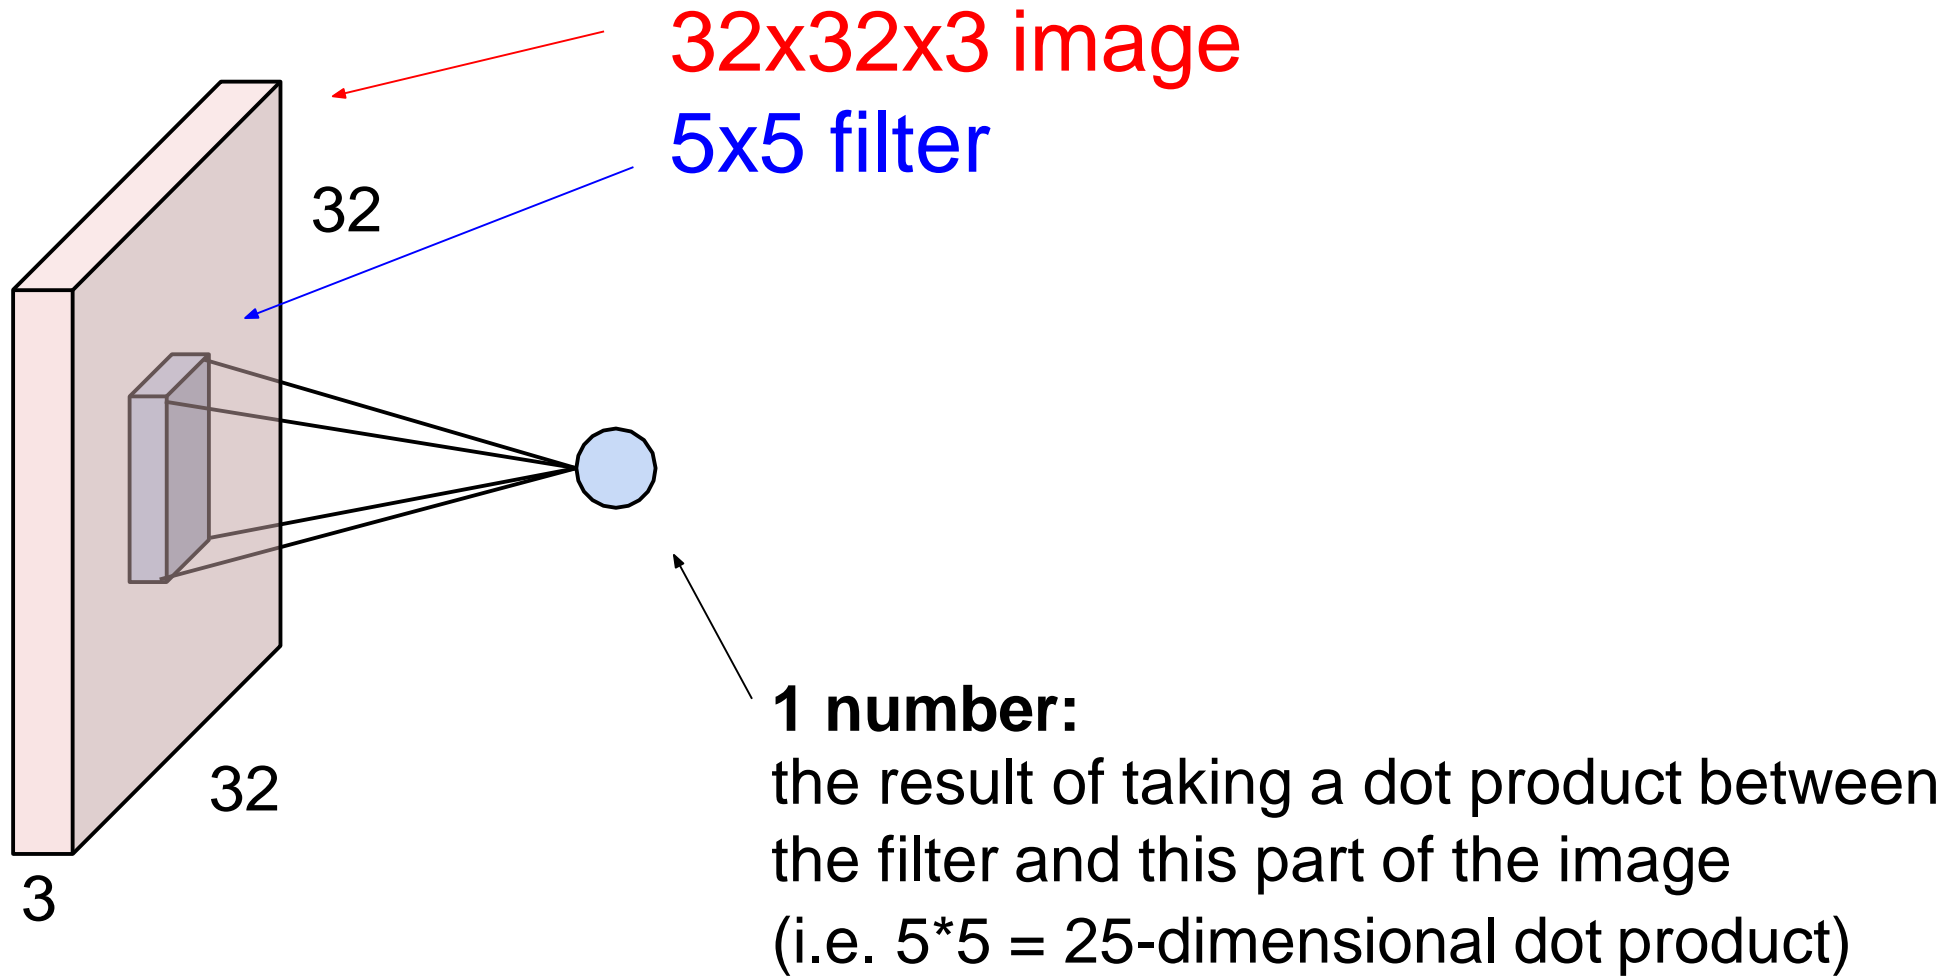 32x32x3 image
5x5 filter
32
32
3
1 number:
the result of taking a dot product between
the filter and this part of the image
(i.e. 5*5 = 25-dimensional dot product)